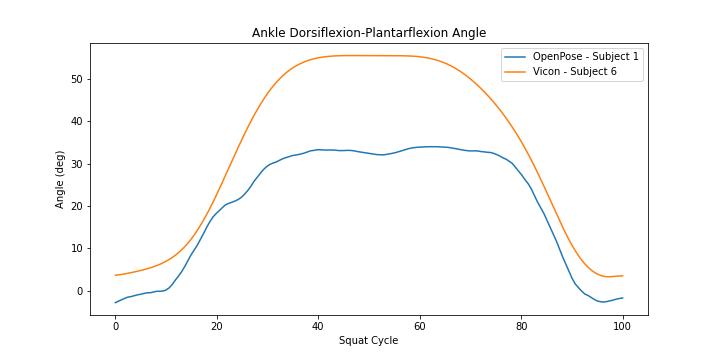 Ankle Dorsiflexion-Plantarflexion Angle
OpenPose - Subject 1
Vicon - Subject 6
Angle (deg)
50
40
30
20
10
0
0 20 40 60 80 100
Squat Cycle